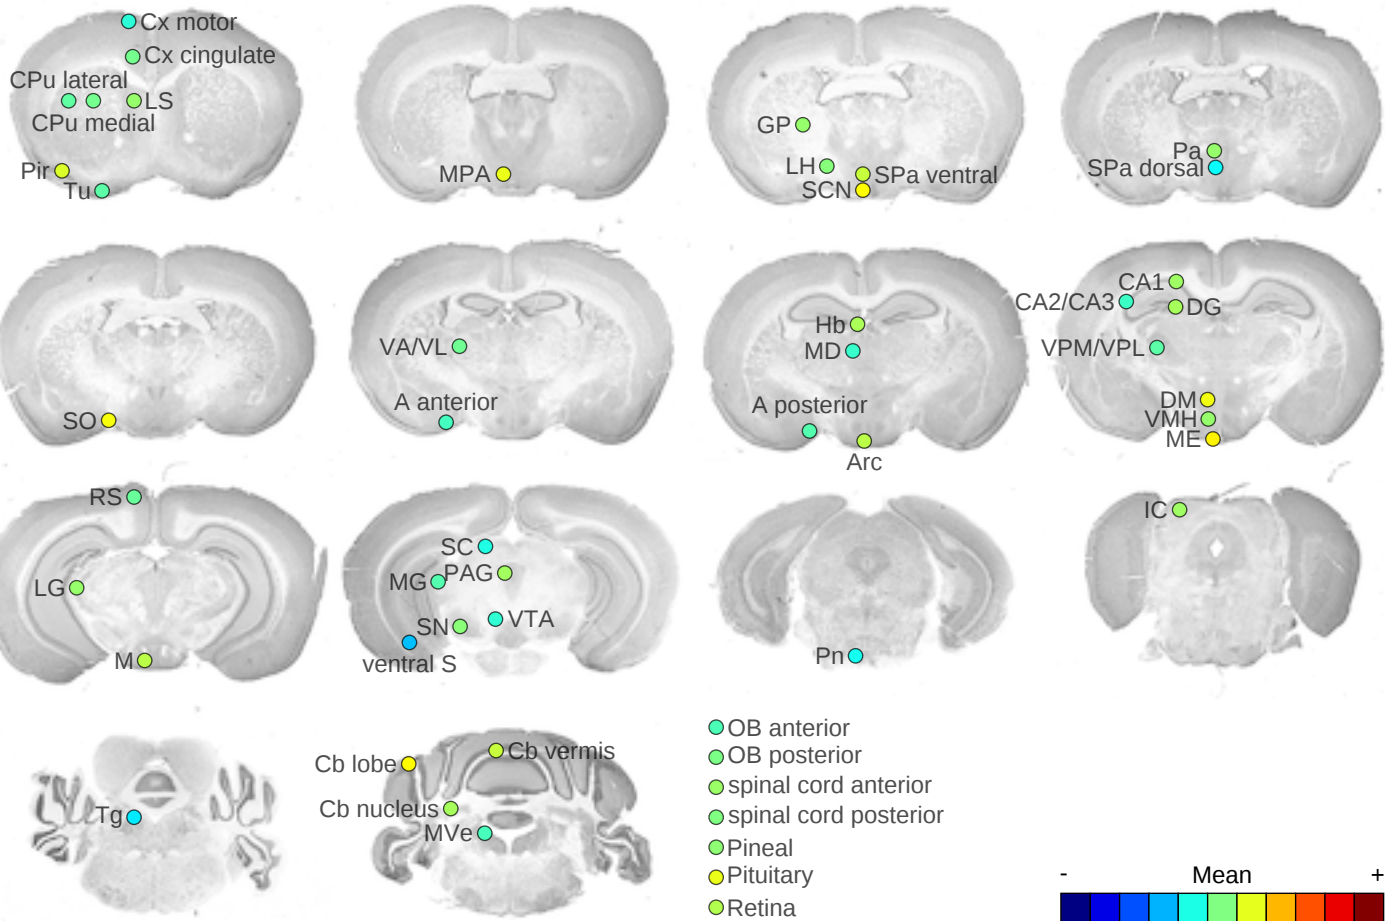 Cx motor
Cx cingulate
CPu lateral
LS
CPu medial
Pir
Tu
MPA
GP
LH
SPa ventral
SCN
Pa
SPa dorsal
SO
VA/VL
A anterior
Hb
MD
A posterior
Arc
CA1
CA2/CA3
DG
VPM/VPL
DM
VMH
ME
RS
LG
M
SC
PAG
MG
VTA
SN
ventral S
Pn
IC
Tg
Cb lobe
Cb vermis
Cb nucleus
MVe
OB anterior
OB posterior
spinal cord anterior
spinal cord posterior
Pineal
Pituitary
Retina
- Mean +